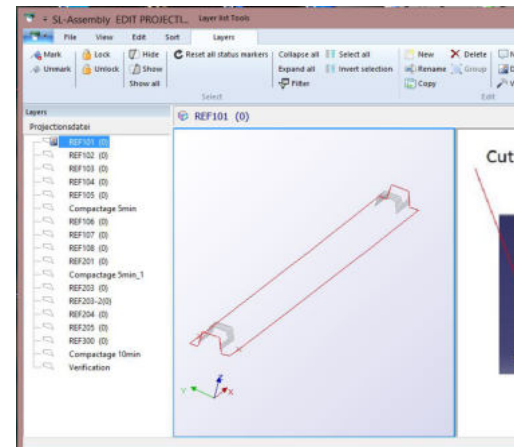 SL-Assembly EDIT PROJECTI... Layer list Tools
File View Edit Sort Layers
Mark Lock Hide Reset all status markers Collapse all Select all New Delete
Unmark Unlock Show Expand all Invert selection Rename Group
Show all Filter Copy
Select Edit
Layers
REF101 (0)
Projectionsdatei
REF101 (0)
REF102 (0)
REF103 (0)
REF104 (0)
REF105 (0)
Compactage 5min
REF106 (0)
REF107 (0)
REF108 (0)
REF201 (0)
Compactage 5min_1
REF203 (0)
REF203-2(0)
REF204 (0)
REF205 (0)
REF300 (0)
Compactage 10min
Verification
Cut
Y Z X